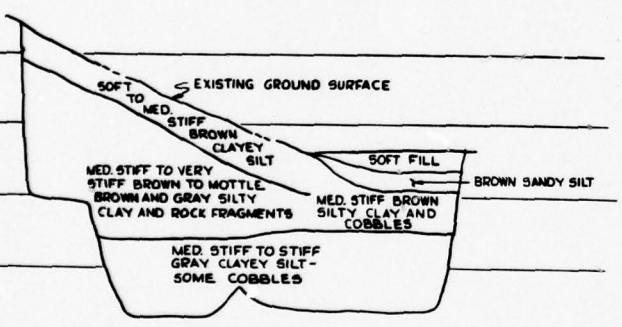 EXISTING GROUND SURFACE
SOFT
TO
MED.
STIFF
BROWN
CLAYEY
SILT
SOFT FILL
BROWN SANDY SILT
MED. STIFF TO VERY
STIFF BROWN TO MOTTLE
BROWN AND GRAY SILTY
CLAY AND ROCK FRAGMENTS
MED. STIFF BROWN
SILTY CLAY AND
COBBLES
MED. STIFF TO STIFF
GRAY CLAYEY SILT-
SOME COBBLES